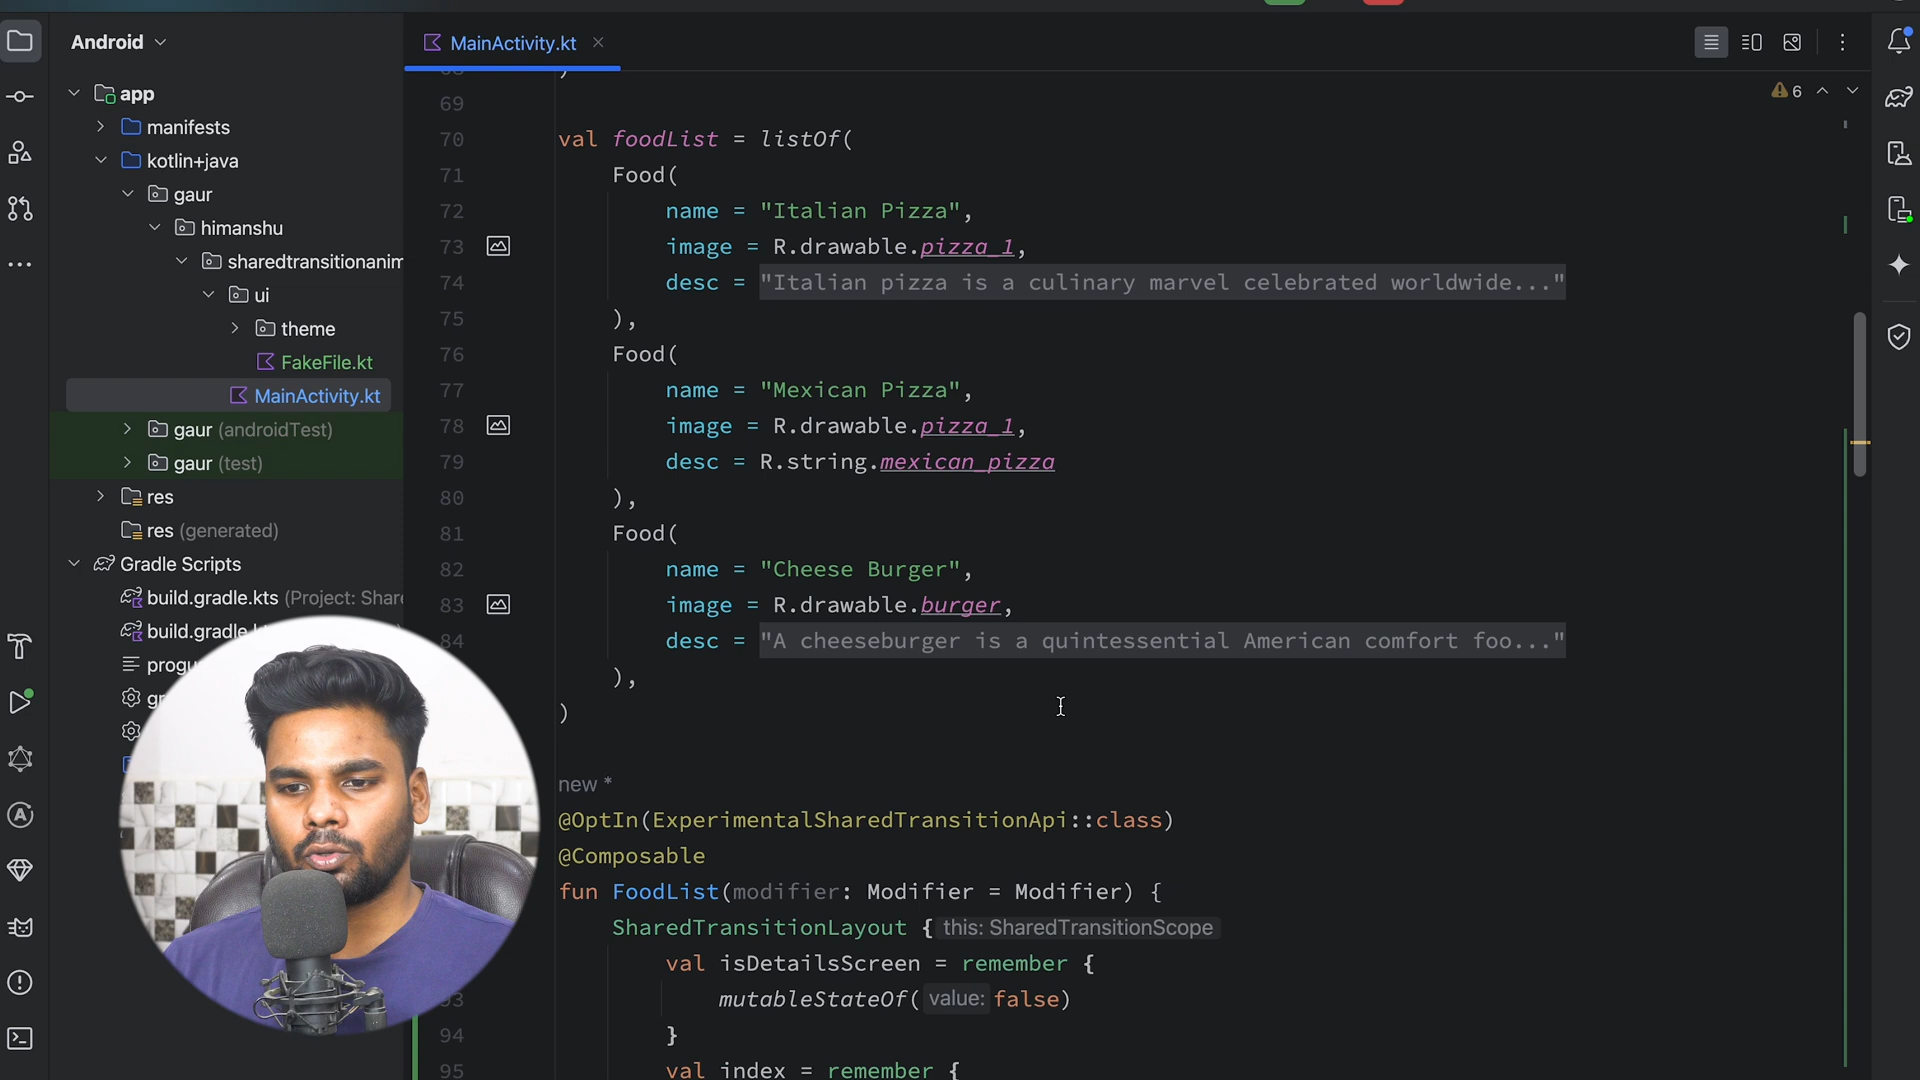 Android
MainActivity.kt
app
manifests
kotlin+java
gaur
himanshu
sharedtransitionanim
ui
theme
FakeFile.kt
MainActivity.kt
gaur (androidTest)
gaur (test)
res
res (generated)
Gradle Scripts
build.gradle.kts (Project: Share
build.gradle
progu
gr
6
69
70 val foodList = listOf(
71 Food(
72 name = "Italian Pizza",
73 image = R.drawable.pizza_1,
74 desc = "Italian pizza is a culinary marvel celebrated worldwide..."
75 ),
76 Food(
77 name = "Mexican Pizza",
78 image = R.drawable.pizza_1,
79 desc = R.string.mexican_pizza
80 ),
81 Food(
82 name = "Cheese Burger",
83 image = R.drawable.burger,
84 desc = "A cheeseburger is a quintessential American comfort foo..."
),
)
new *
@OptIn(ExperimentalSharedTransitionApi::class)
@Composable
fun FoodList(modifier: Modifier = Modifier) {
SharedTransitionLayout { this: SharedTransitionScope
val isDetailsScreen = remember {
93 mutableStateOf( value: false)
94 }
95 val index = remember {